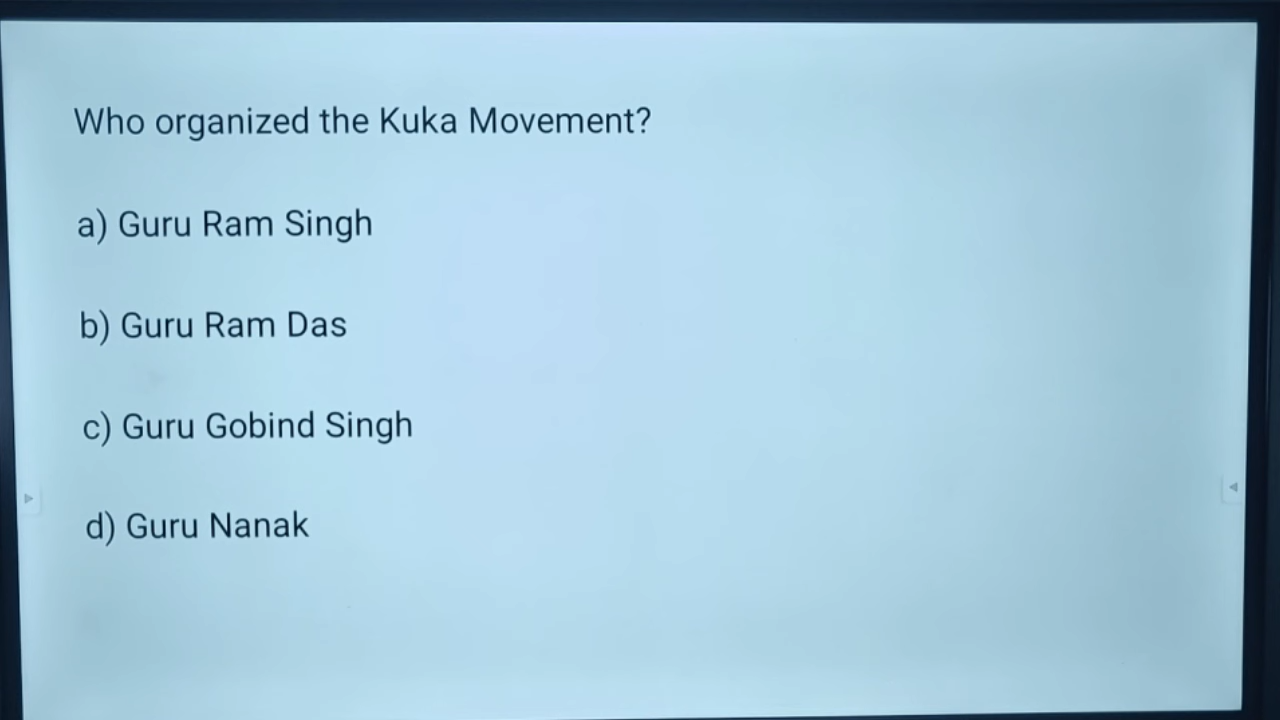 Who organized the Kuka Movement?
a) Guru Ram Singh
b) Guru Ram Das
c) Guru Gobind Singh
d) Guru Nanak